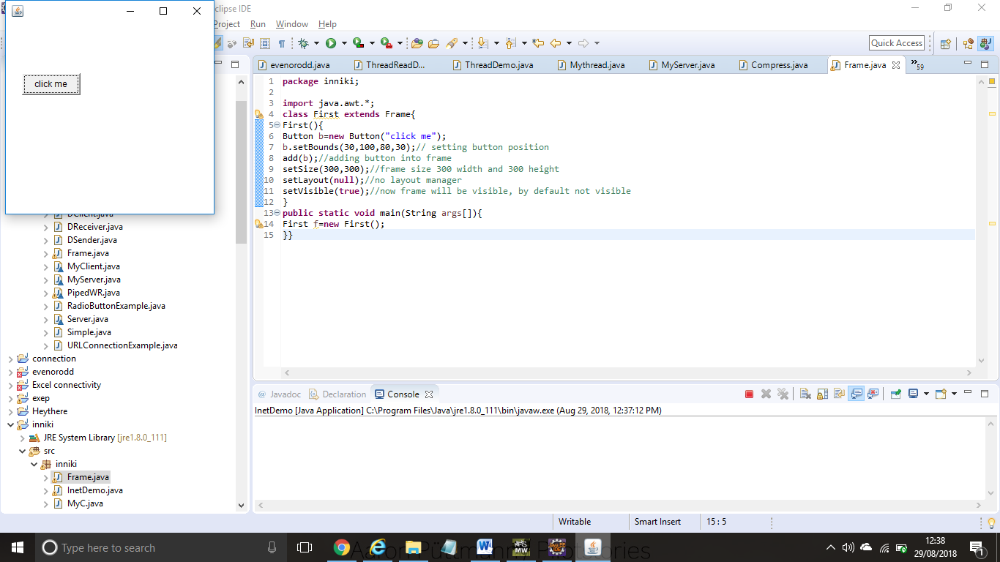 clipse IDE
Project Run Window Help
Quick Access
click me
evenorodd.java ThreadReadD... ThreadDemo.java Mythread.java MyServer.java Compress.java Frame.java 59
1 package inniki;
2
3 import java.awt.*;
4 class First extends Frame{
5 First(){
6 Button b=new Button("click me");
7 b.setBounds(30,100,80,30);// setting button position
8 add(b);//adding button into frame
9 setSize(300,300);//frame size 300 width and 300 height
10 setLayout(null);//no layout manager
11 setVisible(true);//now frame will be visible, by default not visible
12 }
13 public static void main(String args[]){
14 First f=new First();
15 }}
DClient.java
DReceiver.java
DSender.java
Frame.java
MyClient.java
MyServer.java
PipedWR.java
RadioButtonExample.java
Server.java
Simple.java
URLConnectionExample.java
connection
evenorodd
Excel connectivity
exep
Heythere
inniki
JRE System Library [jre1.8.0_111]
src
inniki
Frame.java
InetDemo.java
MyC.java
@ Javadoc Declaration Console
InetDemo [Java Application] C:\Program Files\Java\jre1.8.0_111\bin\javaw.exe (Aug 29, 2018, 12:37:12 PM)
Writable Smart Insert 15 : 5
Type here to search
12:38
29/08/2018
1